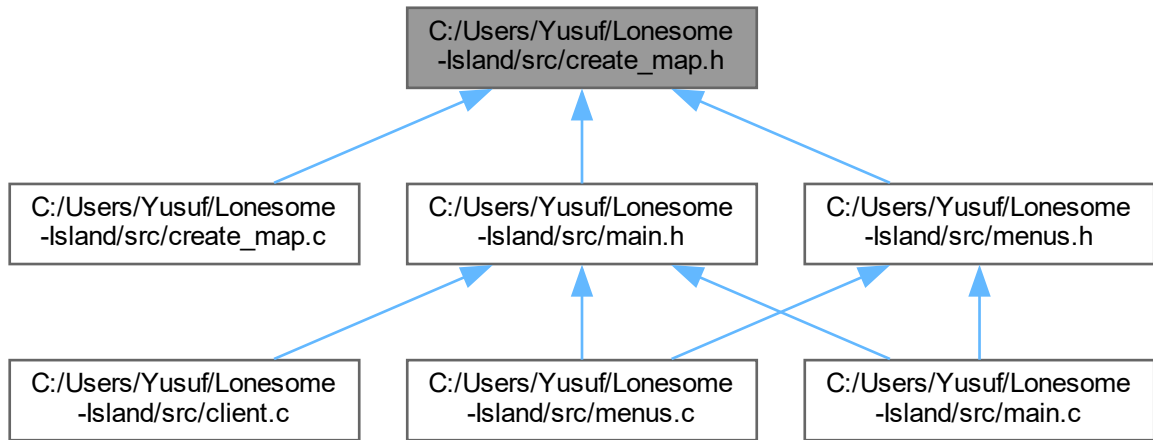 C:/Users/Yusuf/Lonesome
-Island/src/create_map.h
C:/Users/Yusuf/Lonesome
-Island/src/create_map.c
C:/Users/Yusuf/Lonesome
-Island/src/main.h
C:/Users/Yusuf/Lonesome
-Island/src/menus.h
C:/Users/Yusuf/Lonesome
-Island/src/client.c
C:/Users/Yusuf/Lonesome
-Island/src/menus.c
C:/Users/Yusuf/Lonesome
-Island/src/main.c